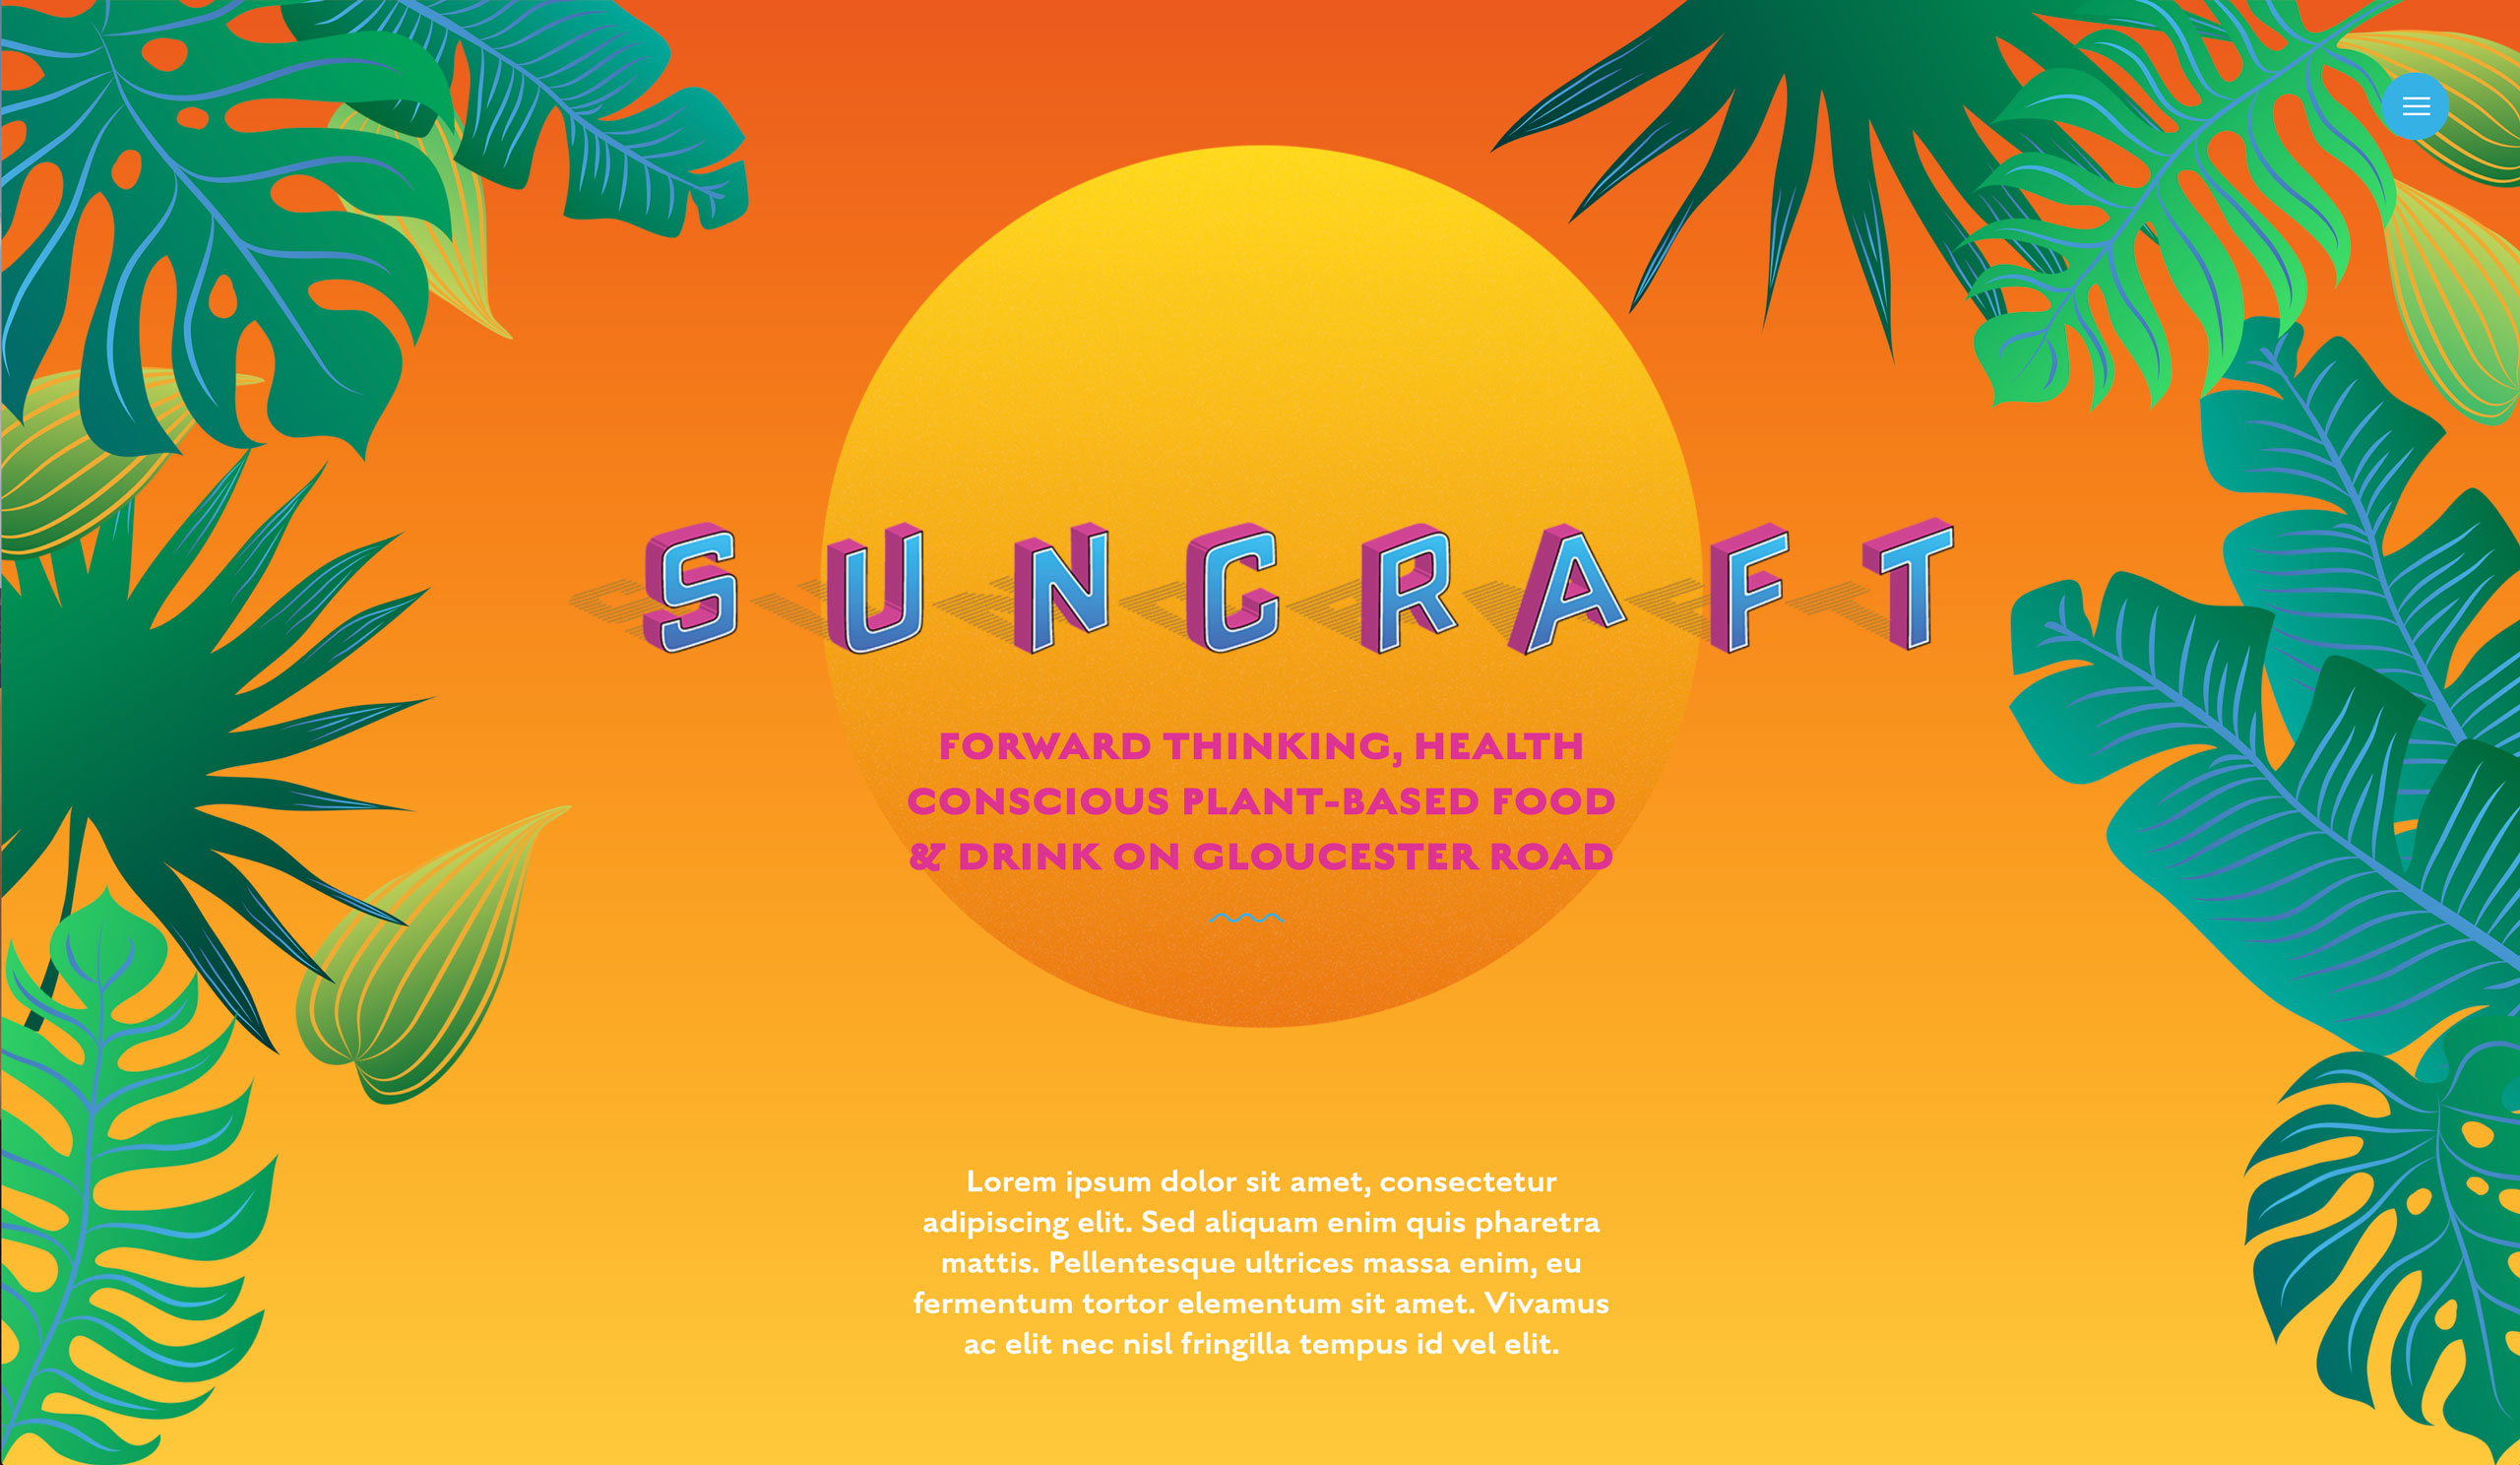 SUNCRAFT
FORWARD THINKING, HEALTH
CONSCIOUS PLANT-BASED FOOD
& DRINK ON GLOUCESTER ROAD
Lorem ipsum dolor sit amet, consectetur
adipiscing elit. Sed aliquam enim quis pharetra
mattis. Pellentesque ultrices massa enim, eu
fermentum tortor elementum sit amet. Vivamus
ac elit nec nisl fringilla tempus id vel elit.